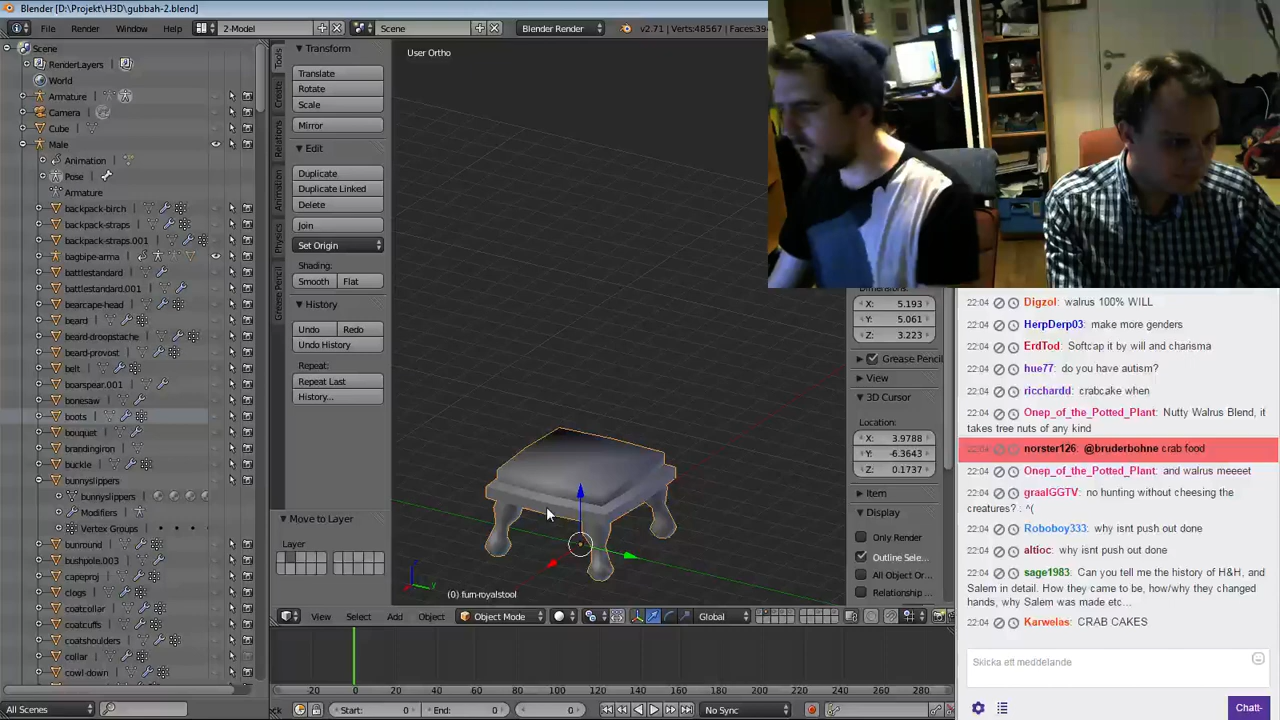 Blender [D:\Projekt\H3D\gubbah-2.blend]
File Render Window Help 2-Model Scene Blender Render v2.71 | Verts:48567 | Faces:39
Scene
RenderLayers
World
Armature
Camera
Cube
Male
Animation
Pose
Armature
backpack-birch
backpack-straps
backpack-straps.001
bagbipe-arma
battlestandard
battlestandard.001
bearcape-head
beard
beard-droopstache
beard-provost
belt
boarspear.001
bonesaw
boots
bouquet
brandingiron
buckle
bunnyslippers
bunnyslippers
Modifiers
Vertex Groups
bunround
bushpole.003
capeproj
clogs
coatcollar
coatcuffs
coatshoulders
collar
cowl-down
All Scenes
Tools
Create
Relations
Animation
Physics
Grease Pencil
Transform
Translate
Rotate
Scale
Mirror
Edit
Duplicate
Duplicate Linked
Delete
Join
Set Origin
Shading:
Smooth Flat
History
Undo Redo
Undo History
Repeat:
Repeat Last
History...
Move to Layer
Layer
User Ortho
(0) furn-royalstool
View Select Add Object Object Mode Global
Dimensions:
X: 5.193
Y: 5.061
Z: 3.223
Grease Pencil
View
3D Cursor
Location:
X: 3.9788
Y: -6.3643
Z: 0.1737
Item
Display
Only Render
Outline Sele...
All Object Or...
Relationship ...
-20 0 20 40 60 80 100 120 140 160 180 200 220
Start: 0 End: 0 0 No Sync
22:04 Digzol: walrus 100% WILL
22:04 HerpDerp03: make more genders
22:04 ErdTod: Softcap it by will and charisma
22:04 hue77: do you have autism?
22:04 ricchardd: crabcake when
22:04 Onep_of_the_Potted_Plant: Nutty Walrus Blend, it
takes tree nuts of any kind
22:04 norster126: @bruderbohne crab food
22:04 Onep_of_the_Potted_Plant: and walrus meeeet
22:04 graalGGTV: no hunting without cheesing the
creatures? : ^(
22:04 Roboboy333: why isnt push out done
22:04 altioc: why isnt push out done
22:04 sage1983: Can you tell me the history of H&H, and
Salem in detail. How they came to be, how/why they changed
hands, why Salem was made etc...
22:04 Karwelas: CRAB CAKES
Skicka ett meddelande
Chatt-